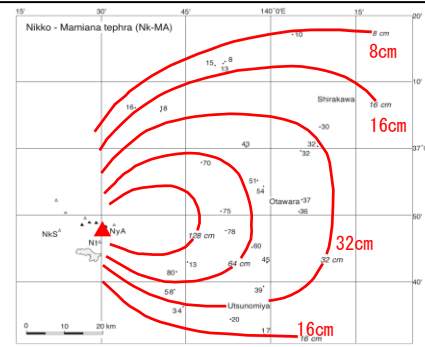 Nikko - Mamiana tephra (Nk-MA)
30'
45'
140°0'E
15'
20'
10
8 cm
8cm
15
8
13
10'
Shirakawa
16
18
16 cm
16cm
30
43
32
37°
32
70
51
54
Otawara
37
36
75
50'
NkS
NyA
Nt
78
128 cm
32cm
60
64 cm
45
32 cm
13
80
40'
58
39
34
Utsunomiya
20
17
16cm
16 cm
0 10 20 km